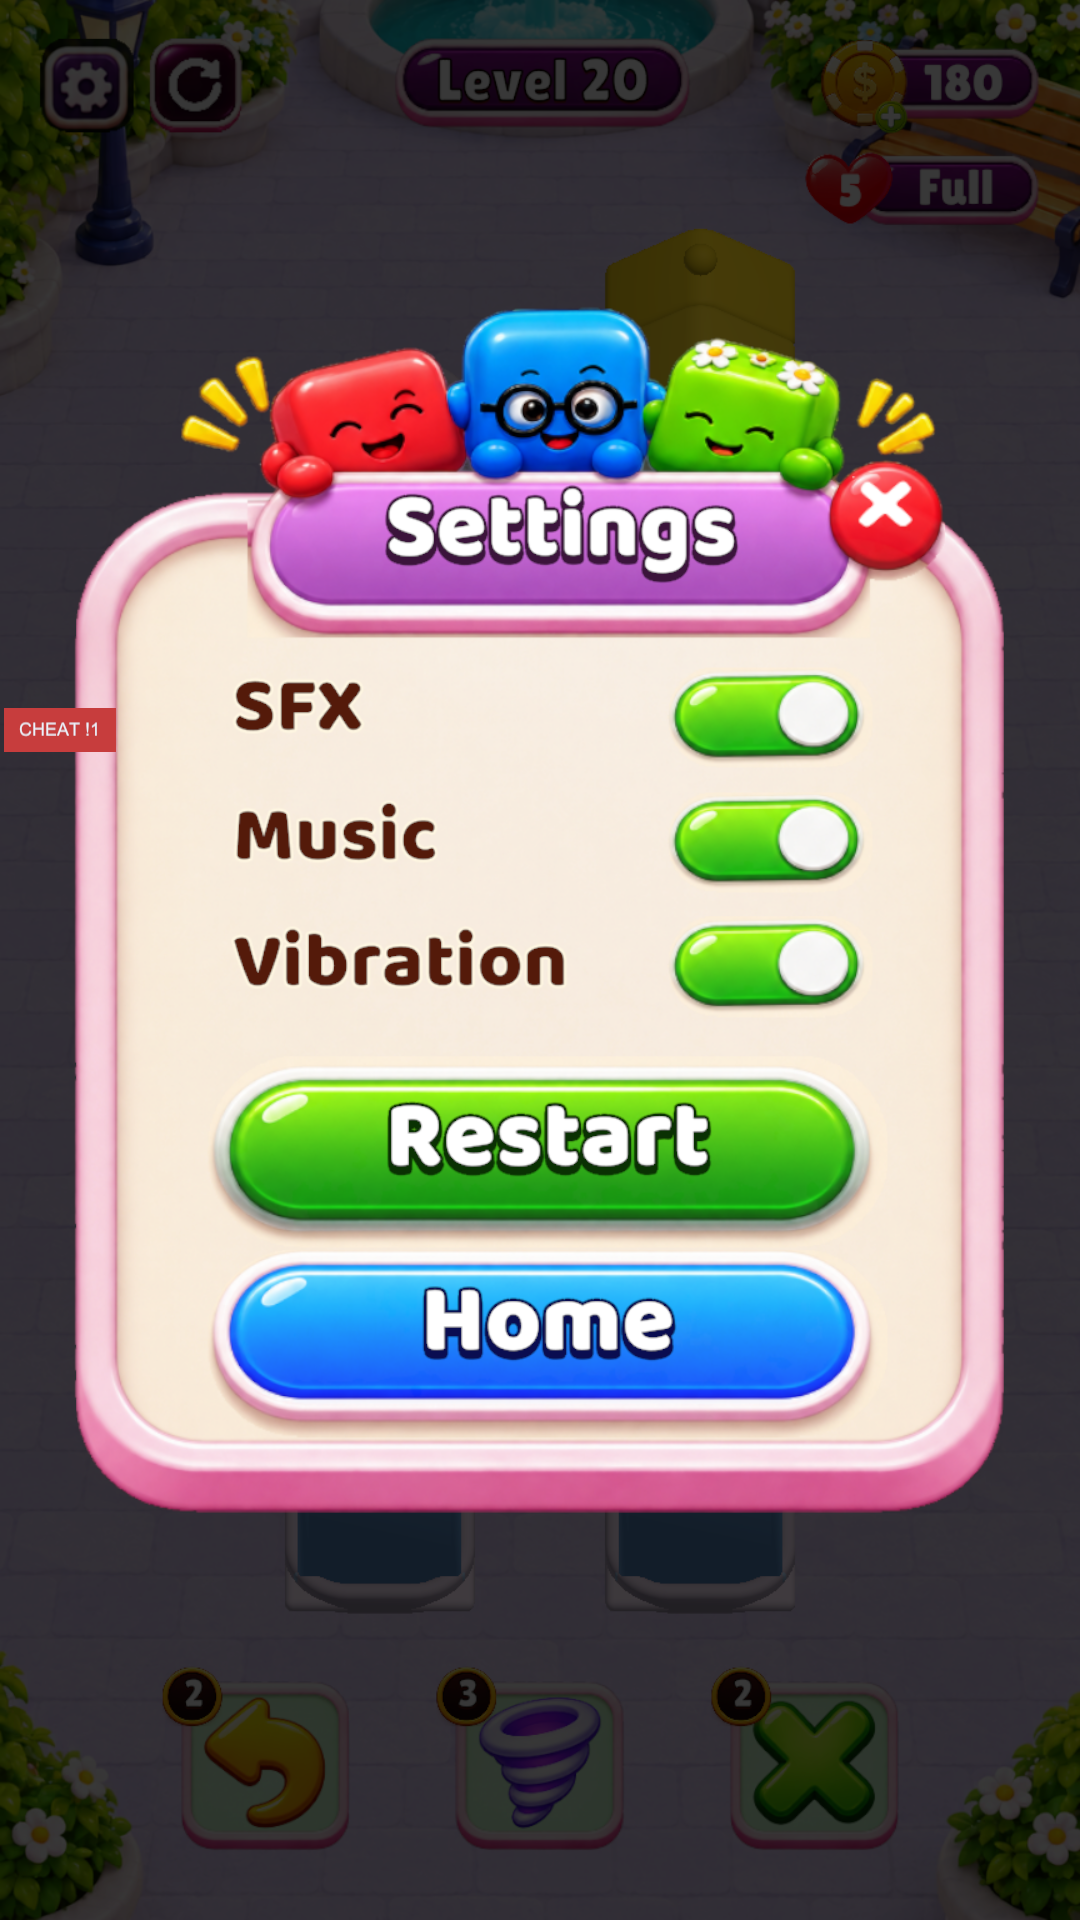 Level 20
180
5
Full
Settings
SFX
CHEAT !1
Music
Vibration
Restart
Home
2
3
2